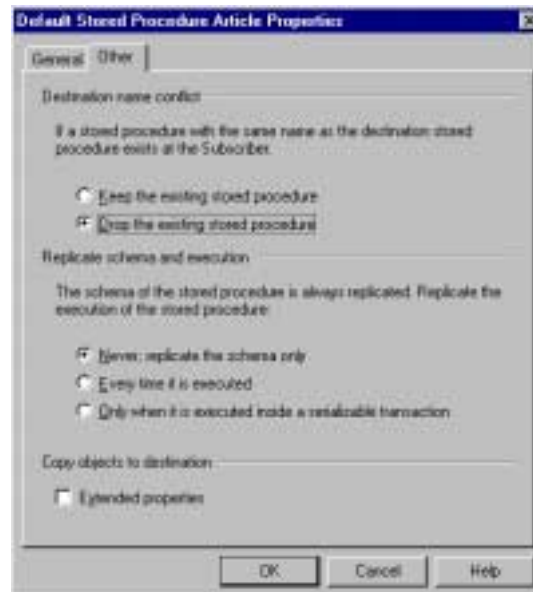 Default Stored Procedure Article Properties
General Other
Destination name conflict
If a stored procedure with the same name as the destination stored
procedure exists at the Subscriber:
Keep the existing stored procedure
Drop the existing stored procedure
Replicate schema and execution
The schema of the stored procedure is always replicated. Replicate the
execution of the stored procedure:
Never; replicate the schema only
Every time it is executed
Only when it is executed inside a serializable transaction
Copy objects to destination
Extended properties
OK Cancel Help